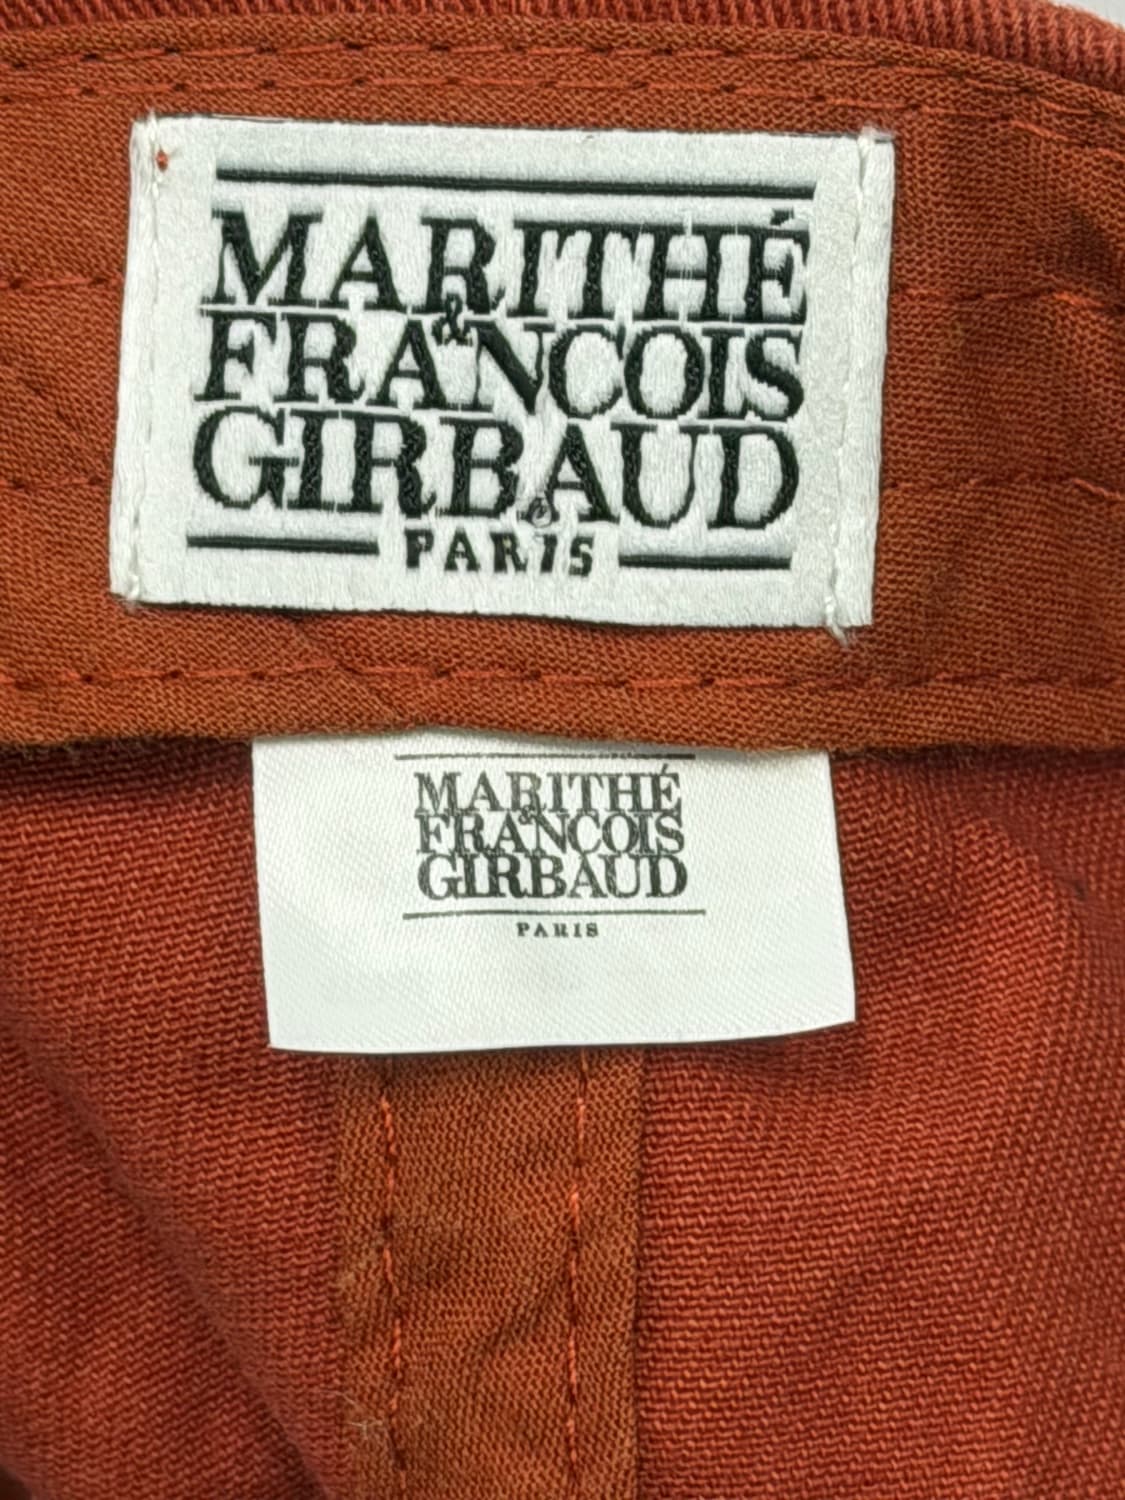 MARITHÉ
&
FRANCOIS
GIRBAUD
PARIS
MARITHÉ
&
FRANCOIS
GIRBAUD
PARIS